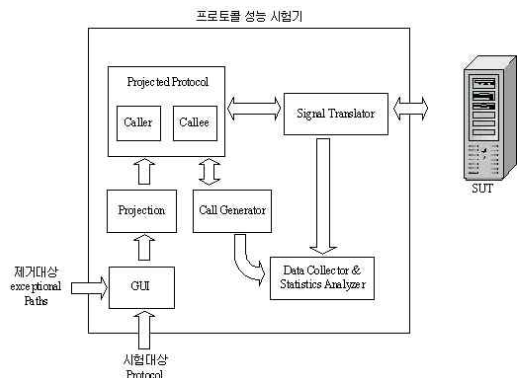 프로토콜 성능 시험기
Projected Protocol
Caller
Callee
Signal Translator
SUT
Projection
Call Generator
제거대상
exceptional
Paths
GUI
Data Collector &
Statistics Analyzer
시험대상
Protocol